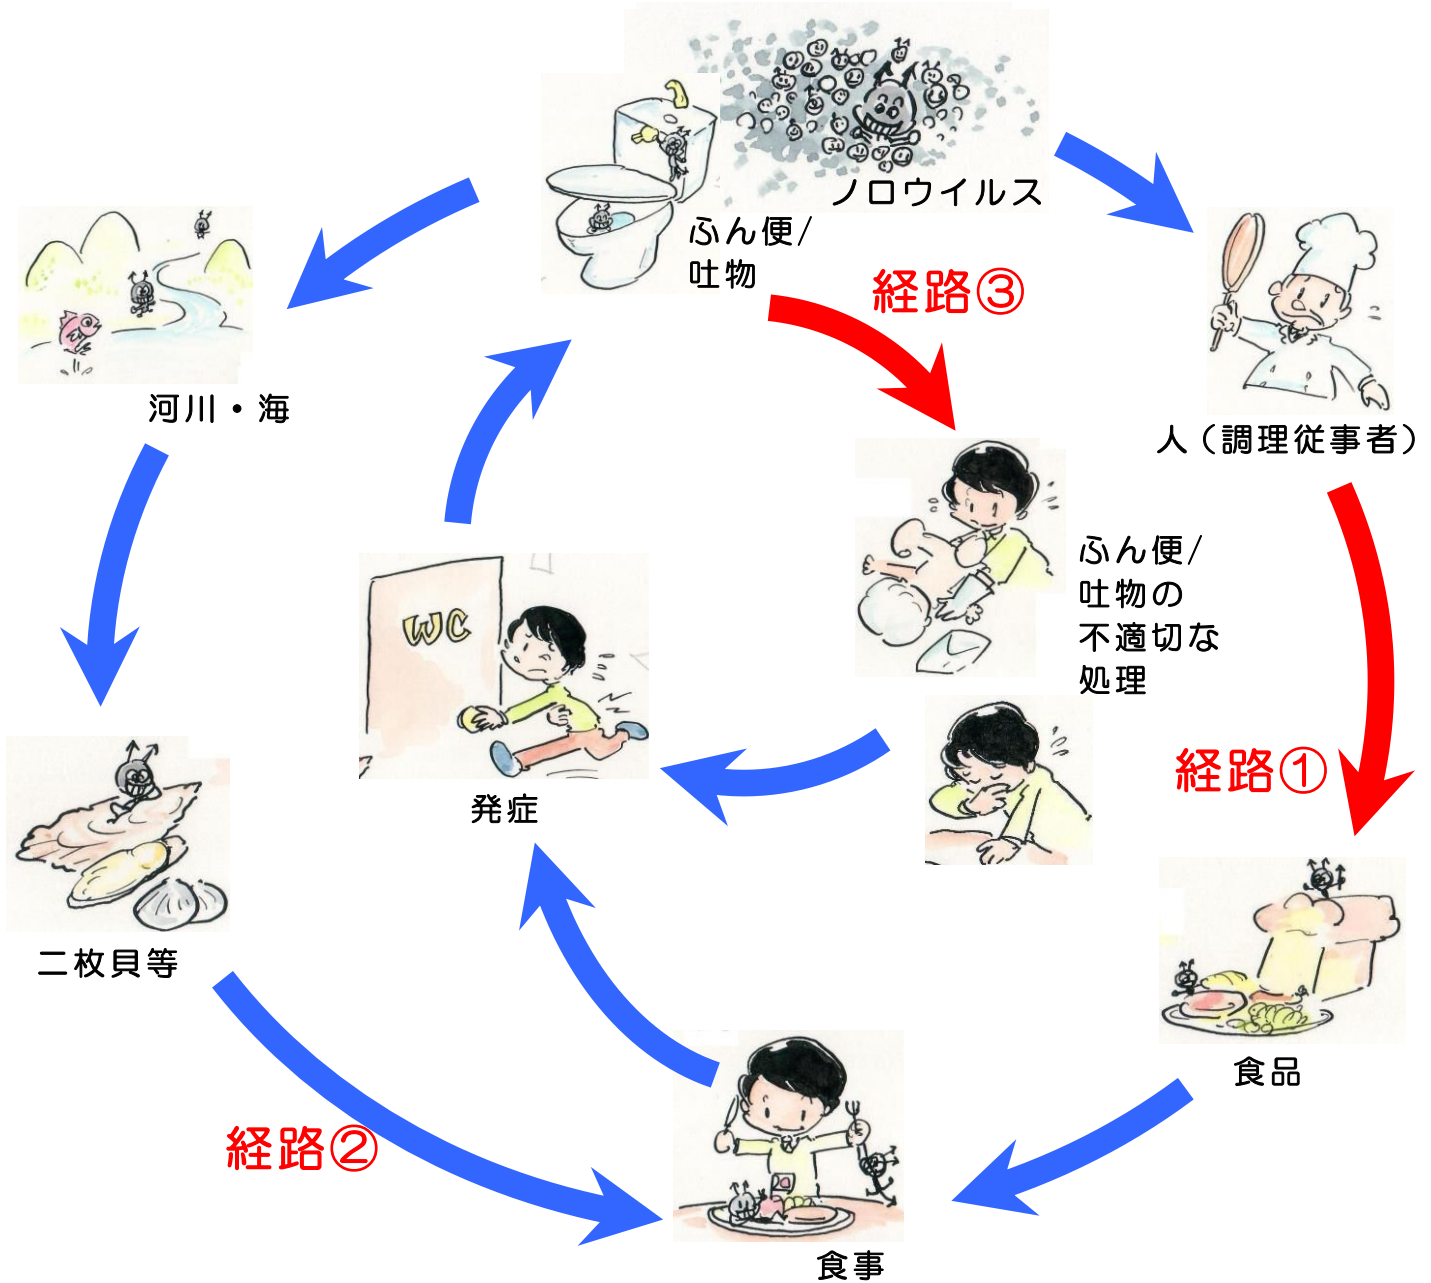 ノロウイルス
ふん便/
吐物
経路③
河川・海
人（調理従事者）
ふん便/
吐物の
不適切な
処理
WC
経路①
発症
二枚貝等
食品
経路②
食事